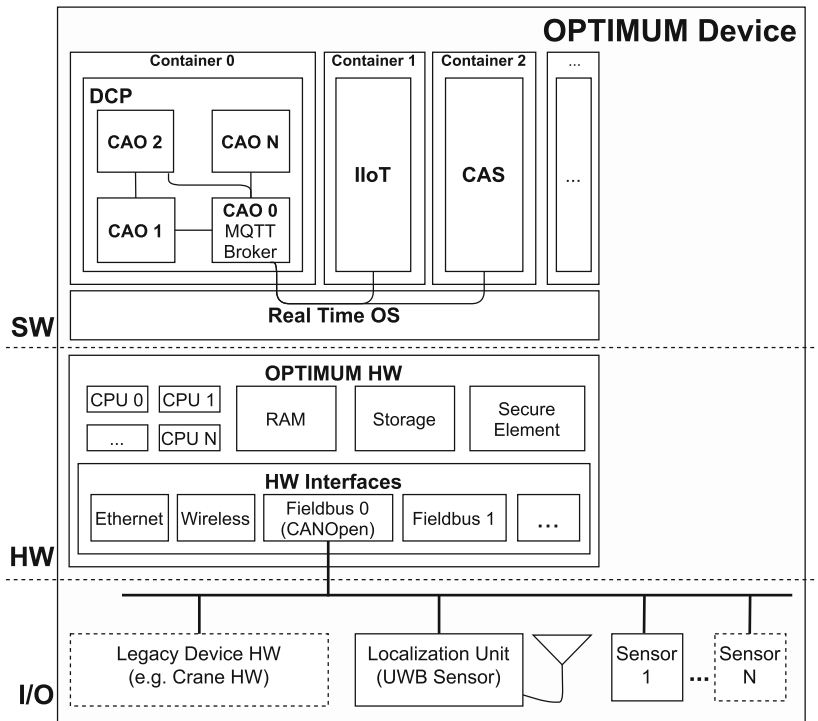 OPTIMUM Device
Container 0
Container 1
Container 2
...
DCP
CAO 2
CAO N
CAO 1
CAO 0
MQTT
Broker
IIoT
CAS
...
Real Time OS
SW
OPTIMUM HW
CPU 0
CPU 1
...
CPU N
RAM
Storage
Secure
Element
HW Interfaces
Ethernet
Wireless
Fieldbus 0
(CANOpen)
Fieldbus 1
...
HW
Legacy Device HW
(e.g. Crane HW)
Localization Unit
(UWB Sensor)
Sensor
1
...
Sensor
N
I/O